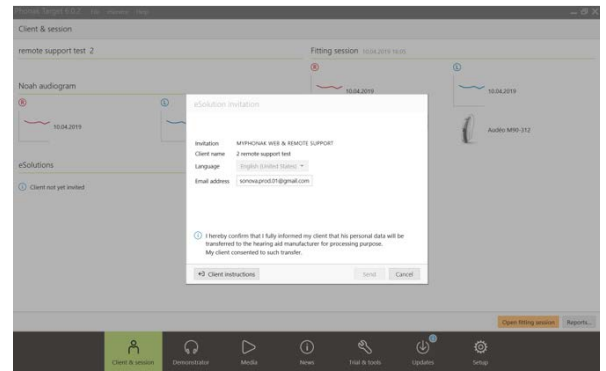 Phonak Target 6.0.2
Help
Client & session
remote support test 2
Fitting session 10.04.2019
Noah audiogram
R
L
R
L
10.04.2019
10.04.2019
10.04.2019
Audéo M90-312
eSolutions
Client not yet invited
eSolution invitation
Invitation MYPHONAK WEB & REMOTE SUPPORT
Client name 2 remote support test
Language English (United States)
Email address sonova.prod.01@gmail.com
I hereby confirm that I fully informed my client that his personal data will be
transferred to the hearing aid manufacturer for processing purpose.
My client consented to such transfer.
Client instructions
Send
Cancel
Open fitting session
Reports...
Client & session
Demonstrator
Media
News
Trial & tools
Updates
Setup